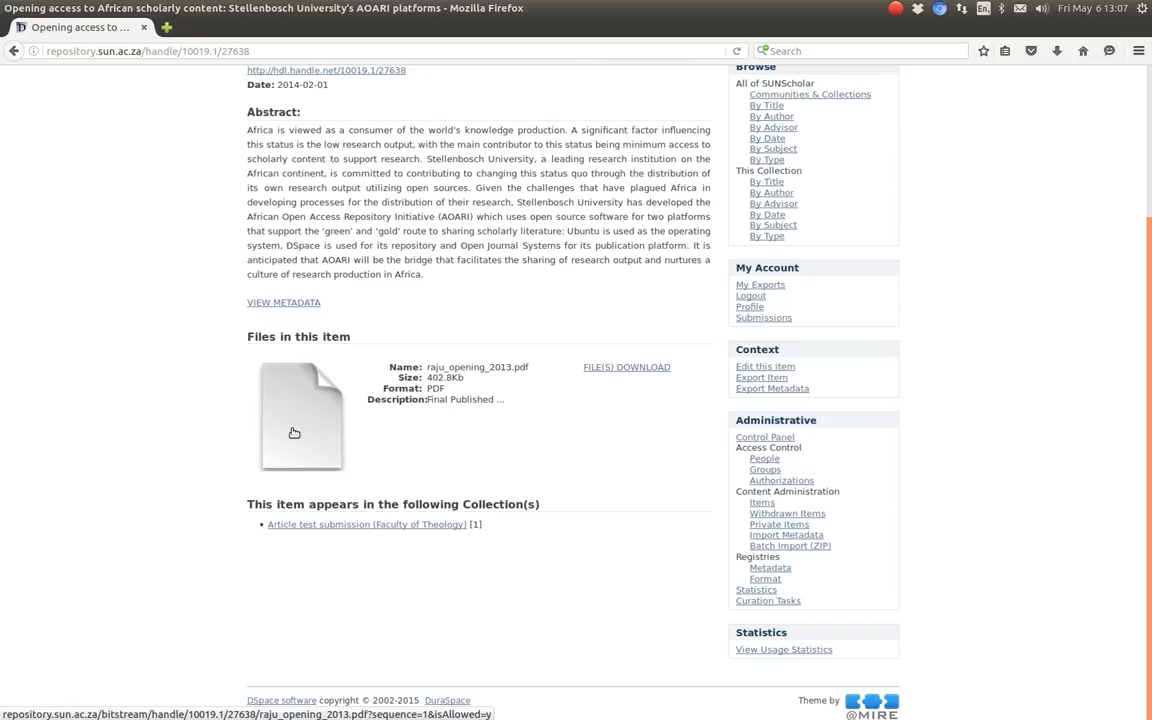 Opening access to African scholarly content: Stellenbosch University's AOARI platforms - Mozilla Firefox
En
Fri May 6 13:07
Opening access to ...
repository.sun.ac.za/handle/10019.1/27638
Search
http://hdl.handle.net/10019.1/27638
Date: 2014-02-01
Abstract:
Africa is viewed as a consumer of the world's knowledge production. A significant factor influencing
this status is the low research output, with the main contributor to this status being minimum access to
scholarly content to support research. Stellenbosch University, a leading research institution on the
African continent, is committed to contributing to changing this status quo through the distribution of
its own research output utilizing open sources. Given the challenges that have plagued Africa in
developing processes for the distribution of their research, Stellenbosch University has developed the
African Open Access Repository Initiative (AOARI) which uses open source software for two platforms
that support the 'green' and 'gold' route to sharing scholarly literature: Ubuntu is used as the operating
system, DSpace is used for its repository and Open Journal Systems for its publication platform. It is
anticipated that AOARI will be the bridge that facilitates the sharing of research output and nurtures a
culture of research production in Africa.
VIEW METADATA
Files in this item
Name: raju_opening_2013.pdf
Size: 402.8Kb
Format: PDF
Description:Final Published ...
FILE(S) DOWNLOAD
This item appears in the following Collection(s)
• Article test submission (Faculty of Theology) [1]
Browse
All of SUNScholar
Communities & Collections
By Title
By Author
By Advisor
By Date
By Subject
By Type
This Collection
By Title
By Author
By Advisor
By Date
By Subject
By Type
My Account
My Exports
Logout
Profile
Submissions
Context
Edit this item
Export Item
Export Metadata
Administrative
Control Panel
Access Control
People
Groups
Authorizations
Content Administration
Items
Withdrawn Items
Private Items
Import Metadata
Batch Import (ZIP)
Registries
Metadata
Format
Statistics
Curation Tasks
Statistics
View Usage Statistics
DSpace software copyright © 2002-2015 DuraSpace
Theme by
@MIRE
repository.sun.ac.za/bitstream/handle/10019.1/27638/raju_opening_2013.pdf?sequence=1&isAllowed=y